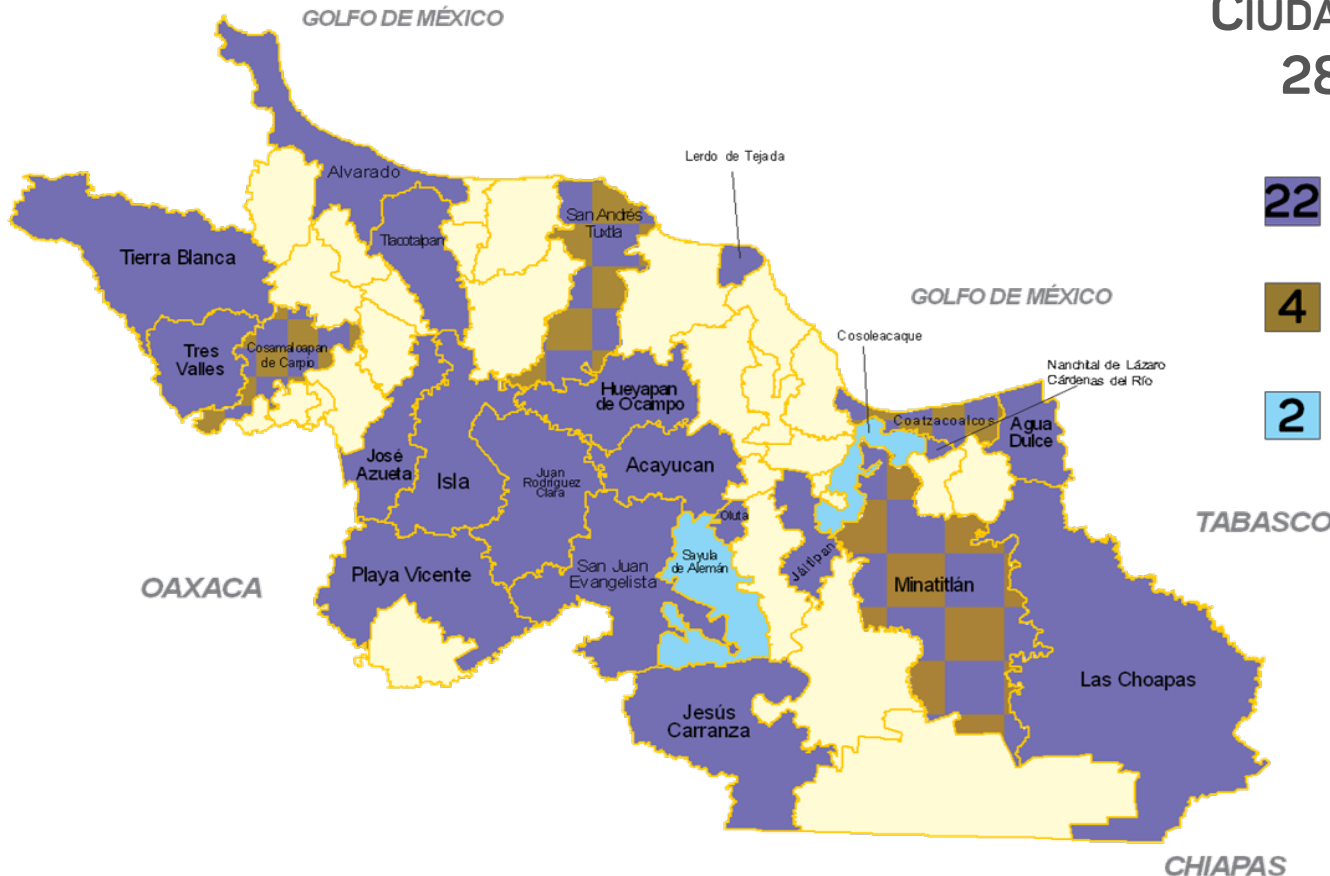 GOLFO DE MÉXICO
CIUDA
28
Lerdo de Tejada
Alvarado
22
San Andrés
Tuxtla
Tlacotalpan
Tierra Blanca
GOLFO DE MÉXICO
4
Cosoleacaque
Tres
Valles
Cosamaloapan
de Carpio
Nanchital de Lázaro
Cárdenas del Río
Hueyapan
de Ocampo
2
Coatzacoalcos
Agua
Dulce
José
Azueta
Isla
Juan
Rodríguez
Clara
Acayucan
Oluta
TABASCO
Sayula
de Alemán
Jáltipan
San Juan
Evangelista
Playa Vicente
OAXACA
Minatitlán
Las Choapas
Jesús
Carranza
CHIAPAS